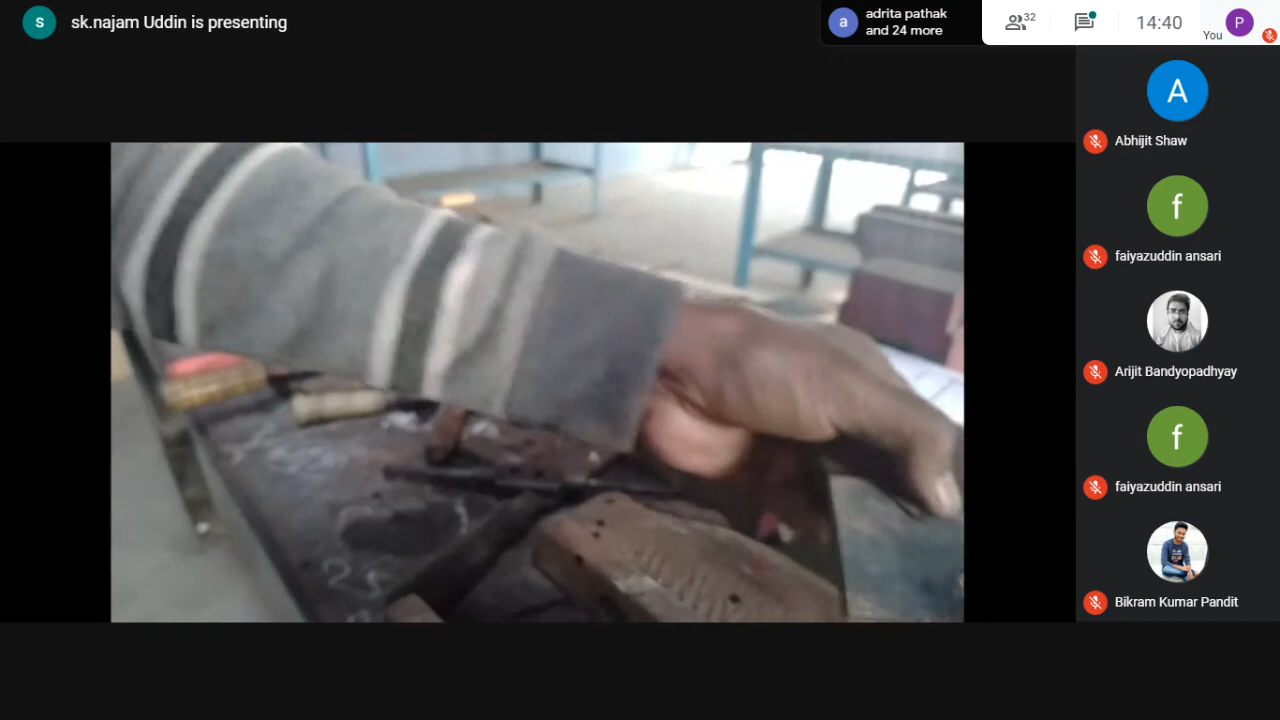 s
sk.najam Uddin is presenting
a
adrita pathak
and 24 more
32
14:40
You
P
A
Abhijit Shaw
f
faiyazuddin ansari
Arijit Bandyopadhyay
f
faiyazuddin ansari
Bikram Kumar Pandit